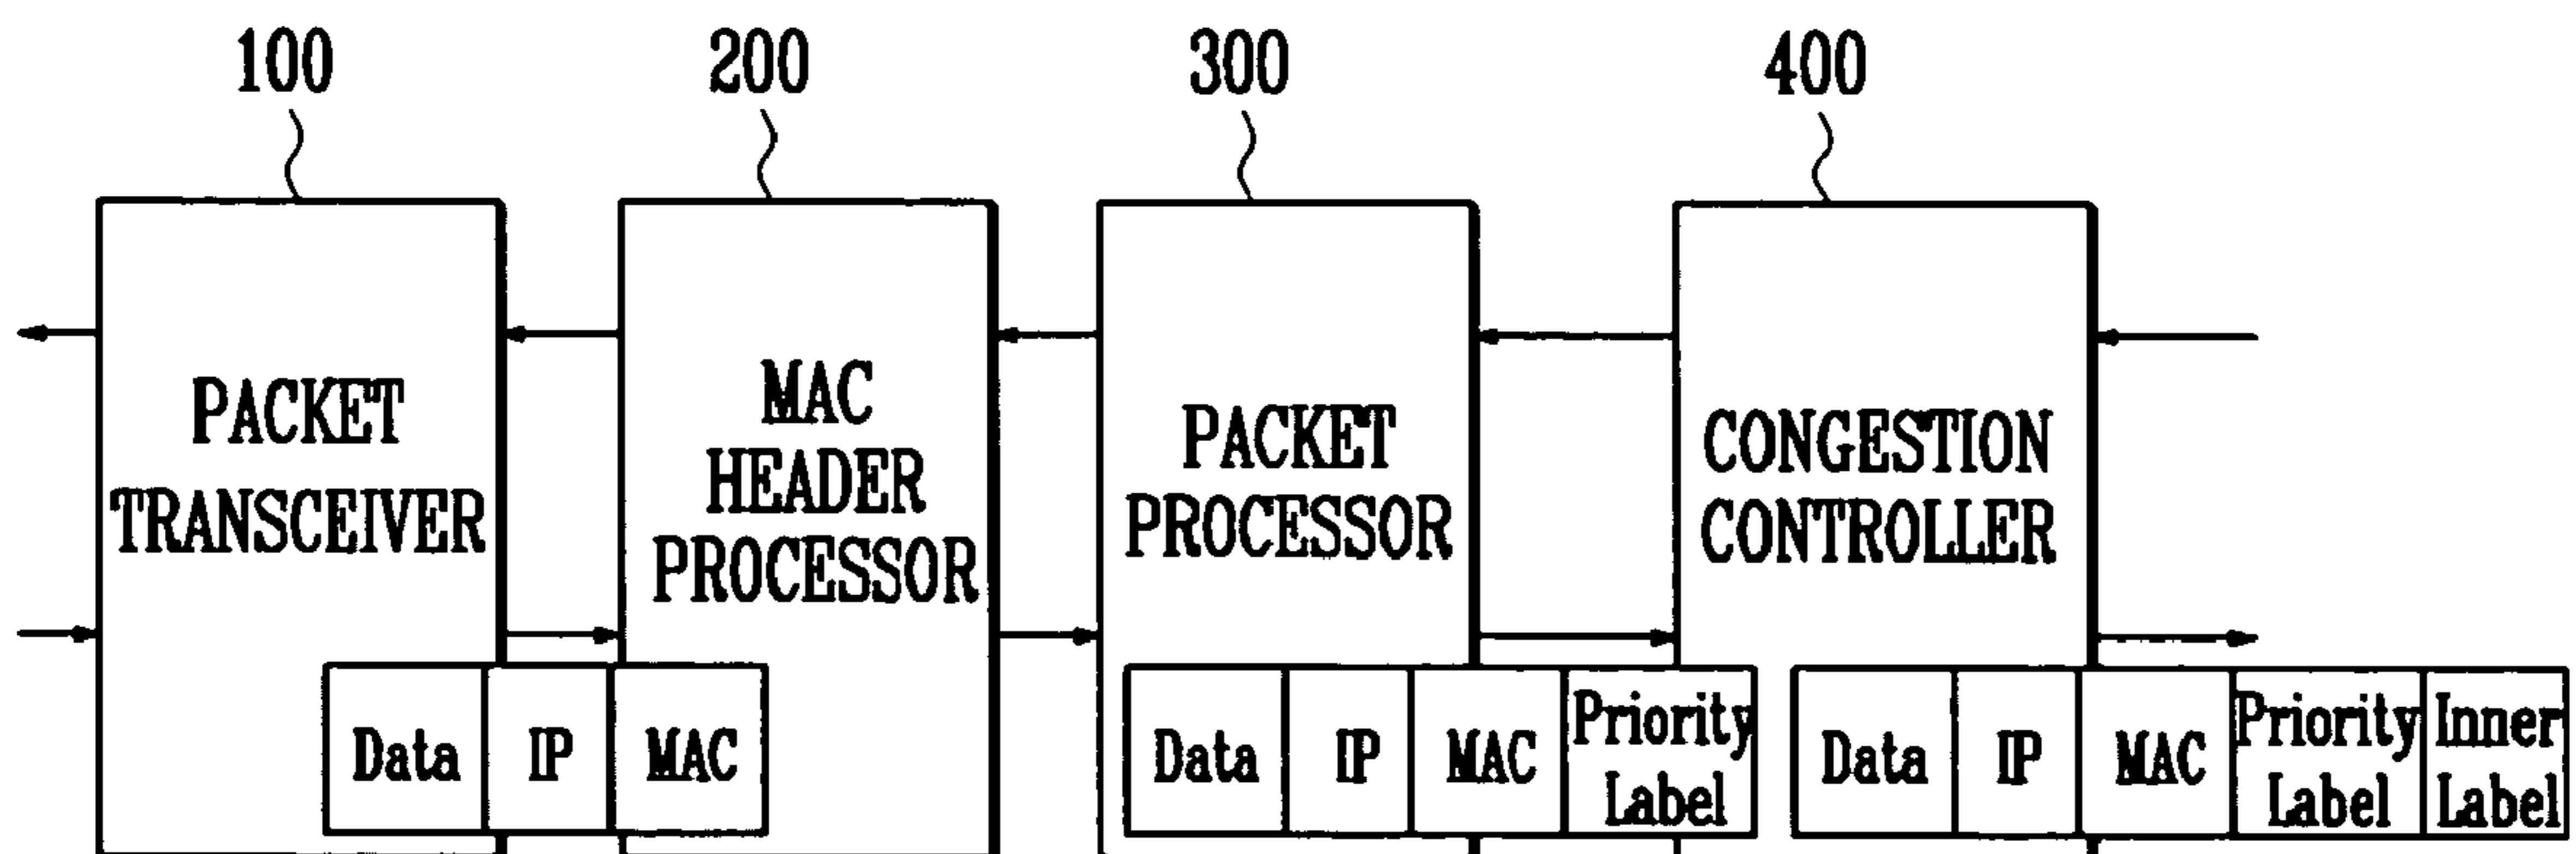 100
200
300
400
PACKET
TRANSCEIVER
MAC
HEADER
PROCESSOR
PACKET
PROCESSOR
CONGESTION
CONTROLLER
Data IP MAC
Data IP MAC Priority
Label
Data IP MAC Priority
Label
Inner
Label